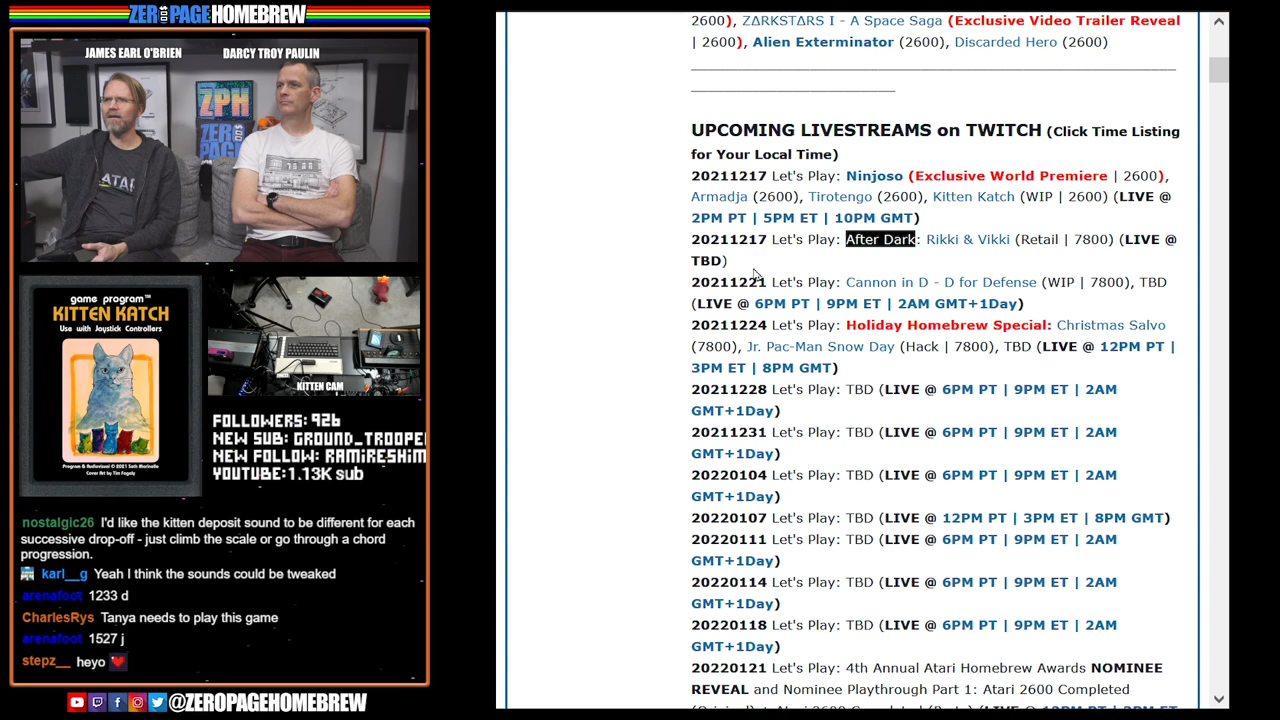 ZERO PAGE HOMEBREW
JAMES EARL O'BRIEN
DARCY TROY PAULIN
ATARI
ZPH
game program™
KITTEN KATCH
Use with Joystick Controllers
Program & Audiovisual © 2021 Seth Marinello
Cover Art by Tim Fogaty
KITTEN CAM
FOLLOWERS: 926
NEW SUB: GROUND_TROOPER
NEW FOLLOW: RAMIRESHIM
YOUTUBE: 1.13K sub
nostalgic26 I'd like the kitten deposit sound to be different for each
successive drop-off - just climb the scale or go through a chord
progression.
karl__g Yeah I think the sounds could be tweaked
arenafoot 1233 d
CharlesRys Tanya needs to play this game
arenafoot 1527 j
stepz__ heyo
@ZEROPAGEHOMEBREW
2600), ZΔRKSTΔRS I - A Space Saga (Exclusive Video Trailer Reveal
| 2600), Alien Exterminator (2600), Discarded Hero (2600)
UPCOMING LIVESTREAMS on TWITCH (Click Time Listing
for Your Local Time)
20211217 Let's Play: Ninjoso (Exclusive World Premiere | 2600),
Armadja (2600), Tirotengo (2600), Kitten Katch (WIP | 2600) (LIVE @
2PM PT | 5PM ET | 10PM GMT)
20211217 Let's Play: After Dark: Rikki & Vikki (Retail | 7800) (LIVE @
TBD)
20211221 Let's Play: Cannon in D - D for Defense (WIP | 7800), TBD
(LIVE @ 6PM PT | 9PM ET | 2AM GMT+1Day)
20211224 Let's Play: Holiday Homebrew Special: Christmas Salvo
(7800), Jr. Pac-Man Snow Day (Hack | 7800), TBD (LIVE @ 12PM PT |
3PM ET | 8PM GMT)
20211228 Let's Play: TBD (LIVE @ 6PM PT | 9PM ET | 2AM
GMT+1Day)
20211231 Let's Play: TBD (LIVE @ 6PM PT | 9PM ET | 2AM
GMT+1Day)
20220104 Let's Play: TBD (LIVE @ 6PM PT | 9PM ET | 2AM
GMT+1Day)
20220107 Let's Play: TBD (LIVE @ 12PM PT | 3PM ET | 8PM GMT)
20220111 Let's Play: TBD (LIVE @ 6PM PT | 9PM ET | 2AM
GMT+1Day)
20220114 Let's Play: TBD (LIVE @ 6PM PT | 9PM ET | 2AM
GMT+1Day)
20220118 Let's Play: TBD (LIVE @ 6PM PT | 9PM ET | 2AM
GMT+1Day)
20220121 Let's Play: 4th Annual Atari Homebrew Awards NOMINEE
REVEAL and Nominee Playthrough Part 1: Atari 2600 Completed